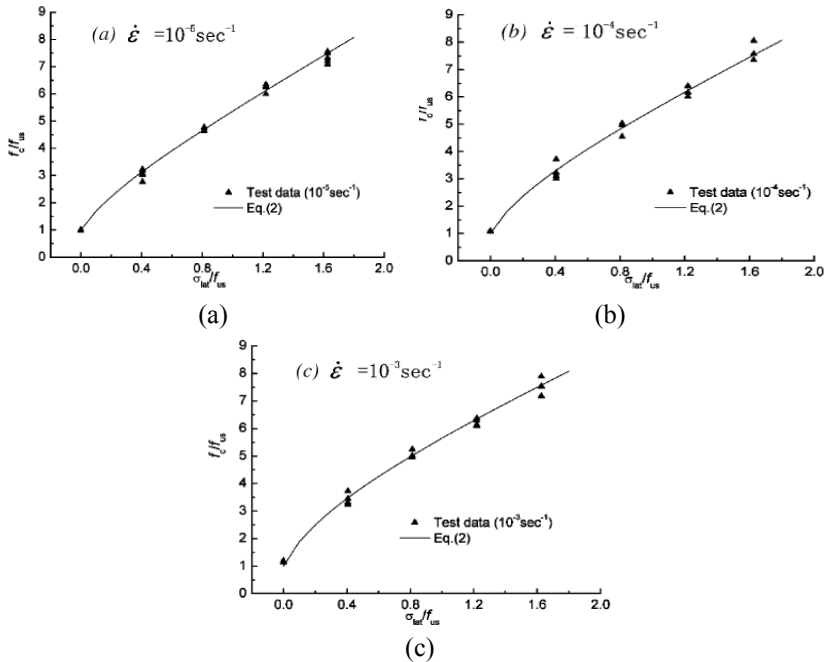 (a) ε̇ =10⁻⁵sec⁻¹
9
8
7
6
5
4
3
2
1
0
f_c/f_us
▲ Test data (10⁻⁵sec⁻¹)
— Eq.(2)
0.0 0.4 0.8 1.2 1.6 2.0
σ_lat/f_us
(a)
(b) ε̇ = 10⁻⁴sec⁻¹
9
8
7
6
5
4
3
2
1
0
f_c/f_us
▲ Test data (10⁻⁴sec⁻¹)
— Eq.(2)
0.0 0.4 0.8 1.2 1.6 2.0
σ_lat/f_us
(b)
(c) ε̇ =10⁻³sec⁻¹
9
8
7
6
5
4
3
2
1
0
f_c/f_us
▲ Test data (10⁻³sec⁻¹)
— Eq.(2)
0.0 0.4 0.8 1.2 1.6 2.0
σ_lat/f_us
(c)